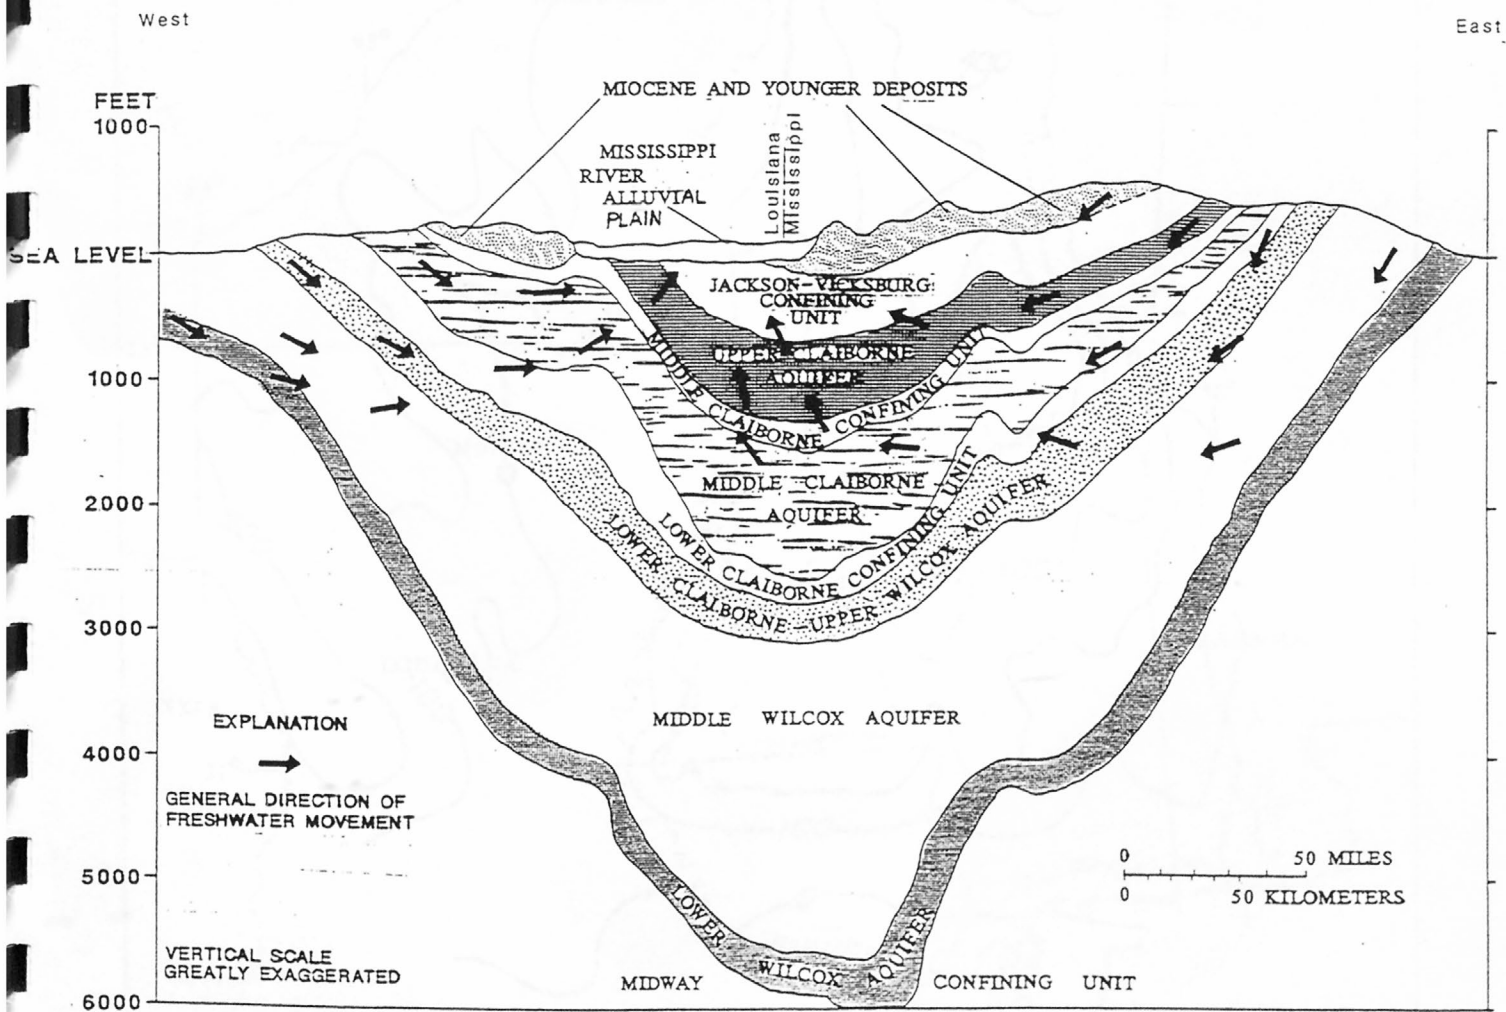 West
East
MIOCENE AND YOUNGER DEPOSITS
FEET
1000
MISSISSIPPI
RIVER
ALLUVIAL
PLAIN
Louisiana
Mississippi
SEA LEVEL
JACKSON-VICKSBURG
CONFINING
UNIT
UPPER CLAIBORNE
AQUIFER
MIDDLE CLAIBORNE CONFINING UNIT
1000
MIDDLE CLAIBORNE
AQUIFER
2000
LOWER CLAIBORNE CONFINING UNIT
LOWER CLAIBORNE-UPPER WILCOX AQUIFER
3000
MIDDLE WILCOX AQUIFER
EXPLANATION
4000
GENERAL DIRECTION OF
FRESHWATER MOVEMENT
0 50 MILES
0 50 KILOMETERS
5000
LOWER WILCOX AQUIFER
VERTICAL SCALE
GREATLY EXAGGERATED
MIDWAY CONFINING UNIT
6000